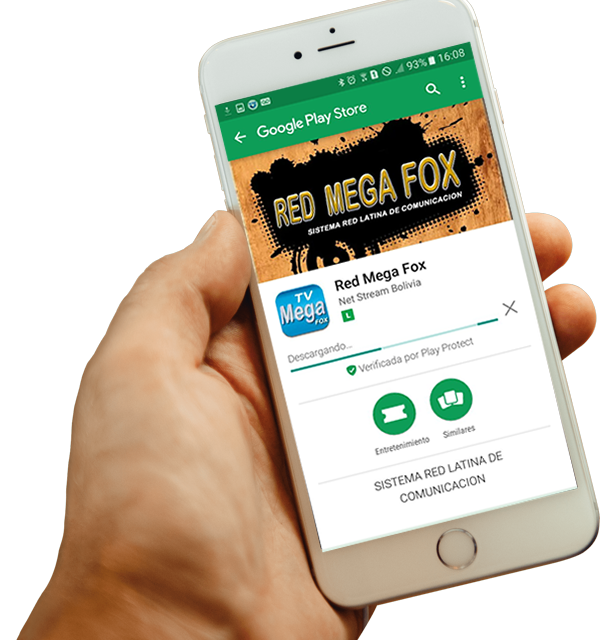 93% 16:08
Google Play Store
RED MEGA FOX
SISTEMA RED LATINA DE COMUNICACION
TV
Mega
FOX
Red Mega Fox
Net Stream Bolivia
L
Descargando...
Verificada por Play Protect
Entretenimiento
Similares
SISTEMA RED LATINA DE
COMUNICACION